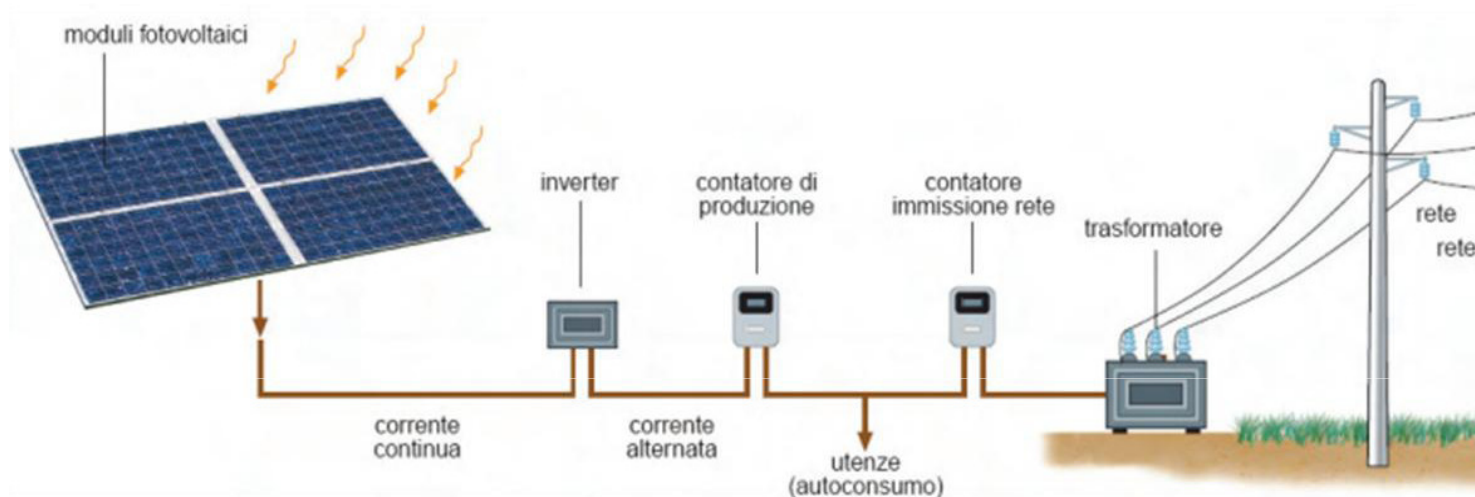 moduli fotovoltaici
inverter
contatore di
produzione
contatore
immissione rete
trasformatore
rete
rete
corrente
continua
corrente
alternata
utenze
(autoconsumo)